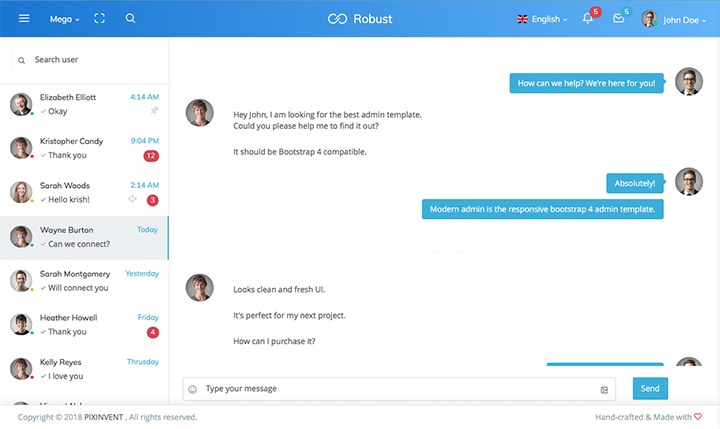 Mega
Robust
English
5
5
John Doe
Search user
Elizabeth Elliott 4:14 AM
Okay
Kristopher Candy 9:04 PM
Thank you 12
Sarah Woods 2:14 AM
Hello krish! 3
Wayne Burton Today
Can we connect?
Sarah Montgomery Yesterday
Will connect you
Heather Howell Friday
Thank you 4
Kelly Reyes Thrusday
I love you
How can we help? We're here for you!
Hey John, I am looking for the best admin template.
Could you please help me to find it out?
It should be Bootstrap 4 compatible.
Absolutely!
Modern admin is the responsive bootstrap 4 admin template.
Looks clean and fresh UI.
It's perfect for my next project.
How can I purchase it?
Type your message
Send
Copyright © 2018 PIXINVENT , All rights reserved.
Hand-crafted & Made with